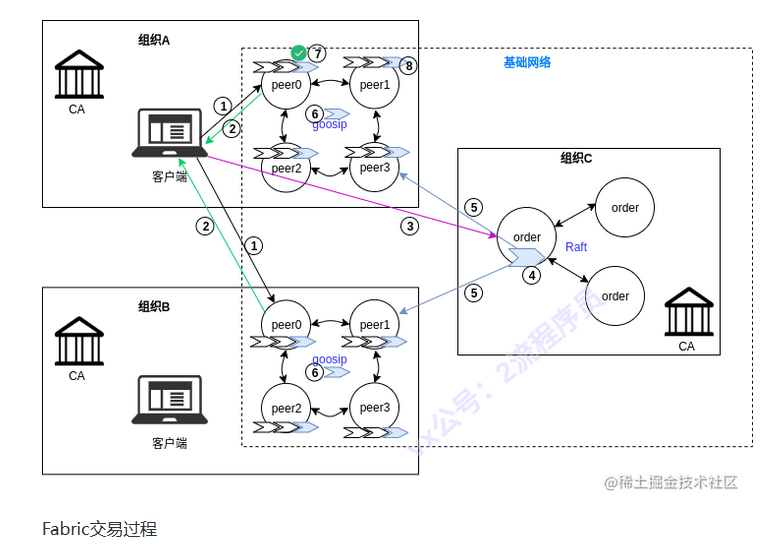 组织A
CA
客户端
①
②
peer0
⑦
peer1
⑧
⑥
goosip
peer2
peer3
基础网络
③
②
①
⑤
⑤
组织C
order
order
Raft
④
order
CA
组织B
CA
客户端
peer0
peer1
goosip
⑥
peer2
peer3
vx公号：2流程序员
@稀土掘金技术社区
Fabric交易过程